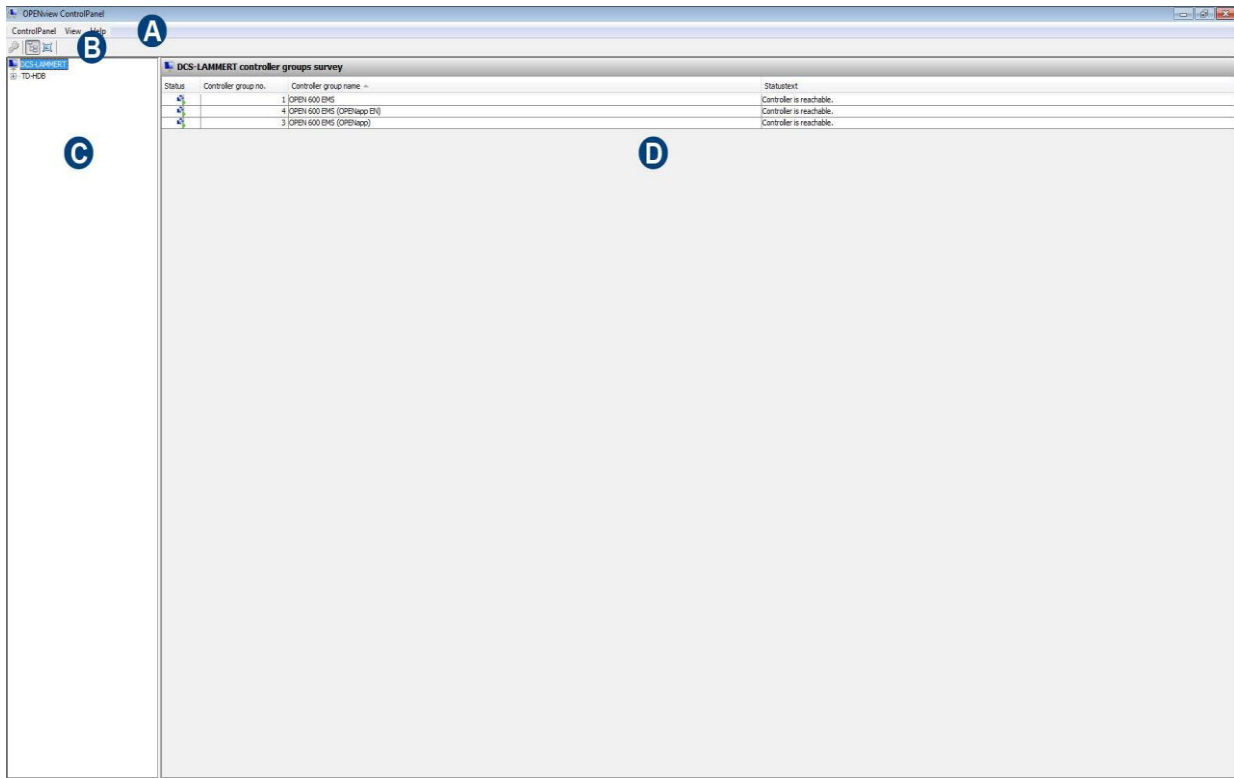 OPENview ControlPanel
ControlPanel View Help
A
B
DCS-LAMMERT
TD-HDB
C
DCS-LAMMERT controller groups survey
Status Controller group no. Controller group name Statustext
1 OPEN 600 EMS Controller is reachable.
4 OPEN 600 EMS (OPENapp EN) Controller is reachable.
3 OPEN 600 EMS (OPENapp) Controller is reachable.
D